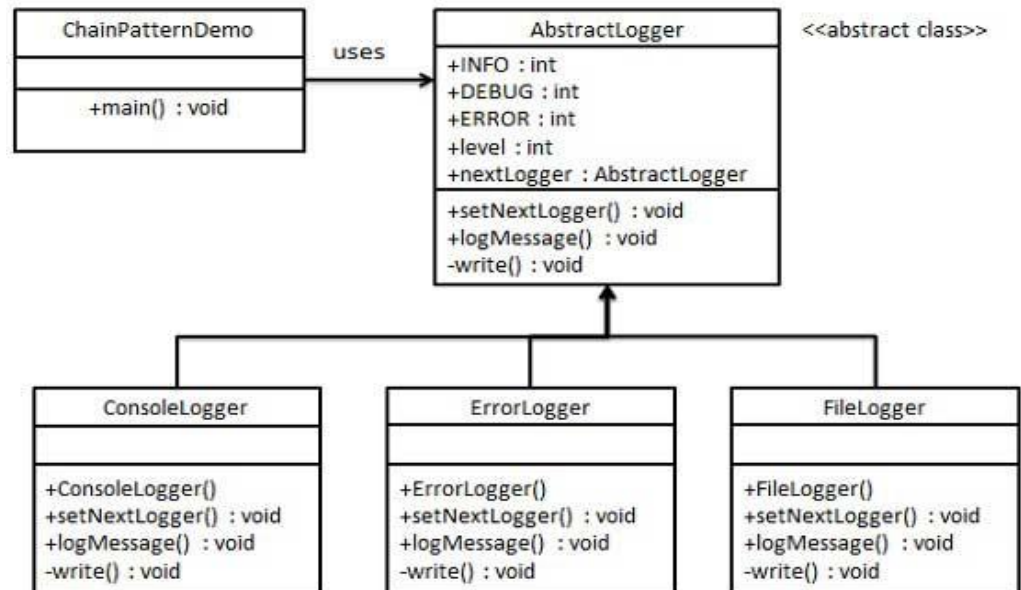 ChainPatternDemo
+main() : void
uses
AbstractLogger
<<abstract class>>
+INFO : int
+DEBUG : int
+ERROR : int
+level : int
+nextLogger : AbstractLogger
+setNextLogger() : void
+logMessage() : void
-write() : void
ConsoleLogger
+ConsoleLogger()
+setNextLogger() : void
+logMessage() : void
-write() : void
ErrorLogger
+ErrorLogger()
+setNextLogger() : void
+logMessage() : void
-write() : void
FileLogger
+FileLogger()
+setNextLogger() : void
+logMessage() : void
-write() : void